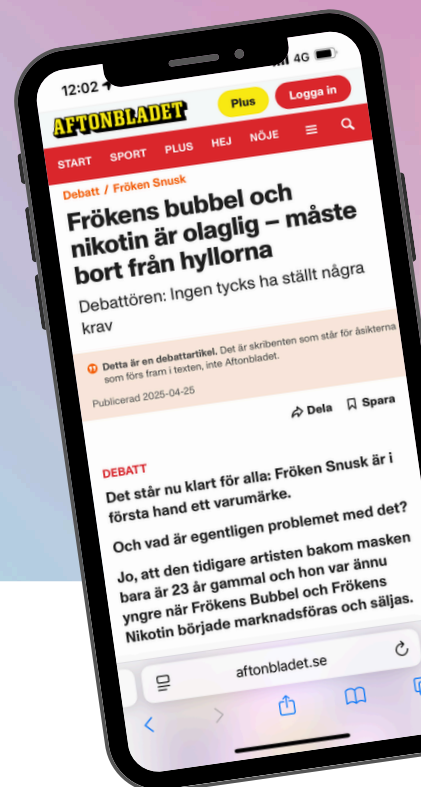 12:02
4G
AFTONBLADET
Plus
Logga in
START SPORT PLUS HEJ NÖJE
Debatt / Fröken Snusk
Frökens bubbel och
nikotin är olaglig – måste
bort från hyllorna
Debattören: Ingen tycks ha ställt några
krav
Detta är en debattartikel. Det är skribenten som står för åsikterna
som förs fram i texten, inte Aftonbladet.
Publicerad 2025-04-25
Dela Spara
DEBATT
Det står nu klart för alla: Fröken Snusk är i
första hand ett varumärke.
Och vad är egentligen problemet med det?
Jo, att den tidigare artisten bakom masken
bara är 23 år gammal och hon var ännu
yngre när Frökens Bubbel och Frökens
Nikotin började marknadsföras och säljas.
aftonbladet.se